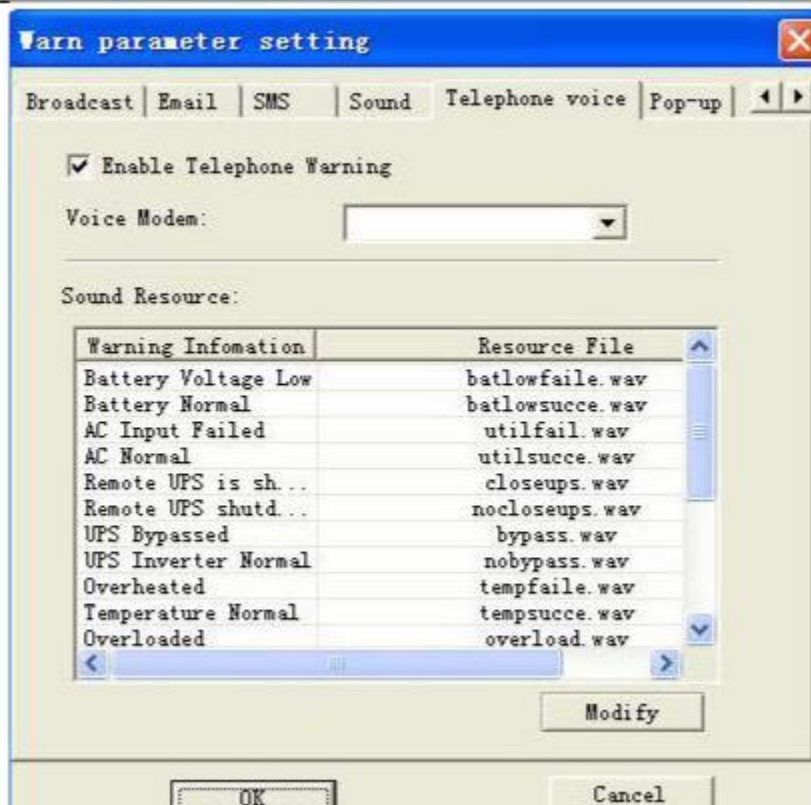 Warn parameter setting
Broadcast Email SMS Sound Telephone voice Pop-up
Enable Telephone Warning
Voice Modem:
Sound Resource:
Warning Infomation Resource File
Battery Voltage Low batlowfaile.wav
Battery Normal batlowsucce.wav
AC Input Failed utilfail.wav
AC Normal utilsucce.wav
Remote UPS is sh... closeups.wav
Remote UPS shutd... nocloseups.wav
UPS Bypassed bypass.wav
UPS Inverter Normal nobypass.wav
Overheated tempfaile.wav
Temperature Normal tempsucce.wav
Overloaded overload.wav
Modify
OK Cancel